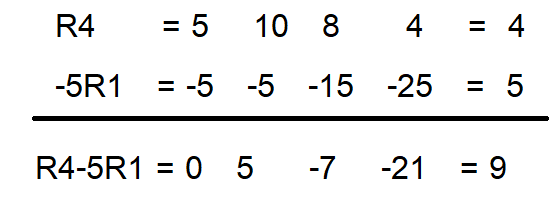 R4 = 5 10 8 4 = 4
-5R1 = -5 -5 -15 -25 = 5
R4-5R1 = 0 5 -7 -21 = 9